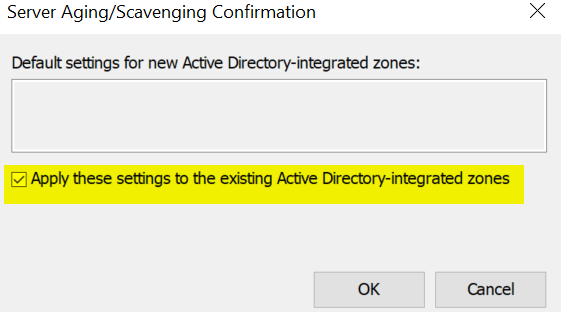 Server Aging/Scavenging Confirmation
Default settings for new Active Directory-integrated zones:
Apply these settings to the existing Active Directory-integrated zones
OK
Cancel